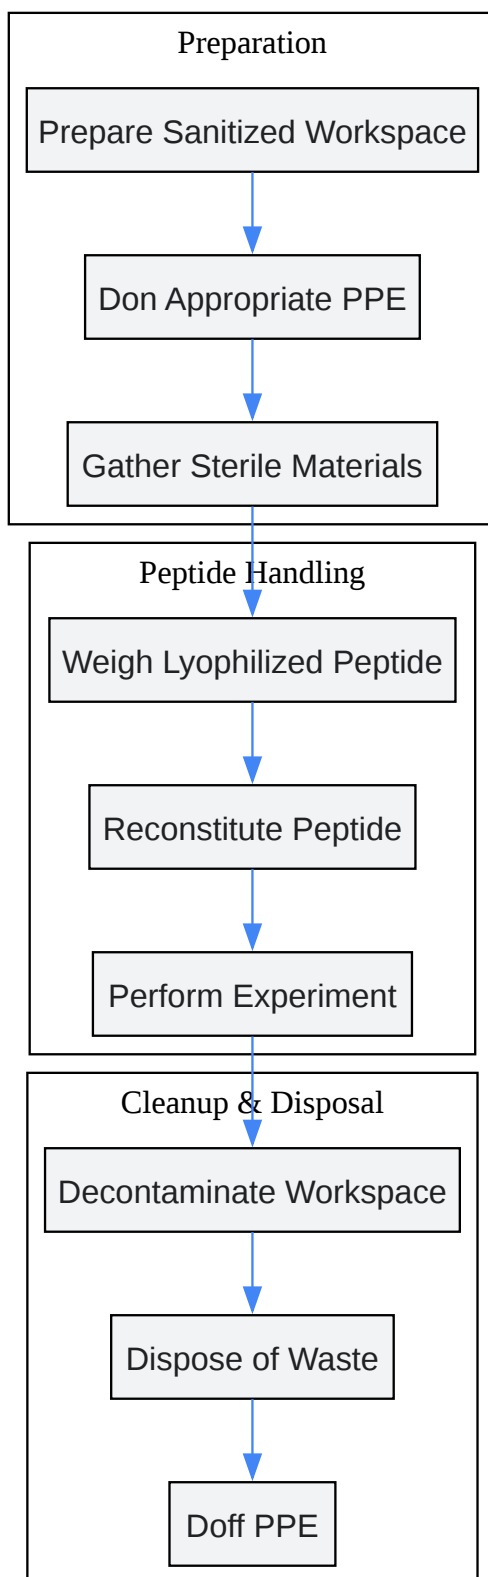 Preparation
Prepare Sanitized Workspace
Don Appropriate PPE
Gather Sterile Materials
Peptide Handling
Weigh Lyophilized Peptide
Reconstitute Peptide
Perform Experiment
Cleanup & Disposal
Decontaminate Workspace
Dispose of Waste
Doff PPE